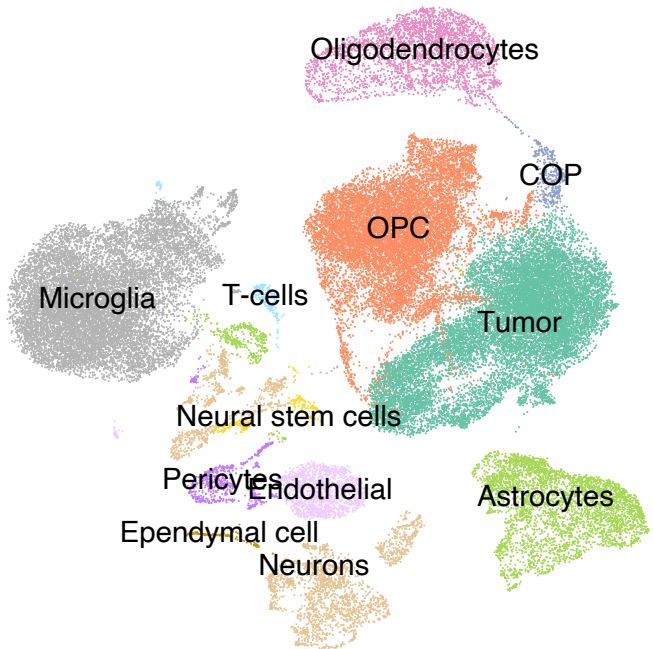 Oligodendrocytes
COP
OPC
Microglia
T-cells
Tumor
Neural stem cells
Pericytes
Endothelial
Astrocytes
Ependymal cell
Neurons